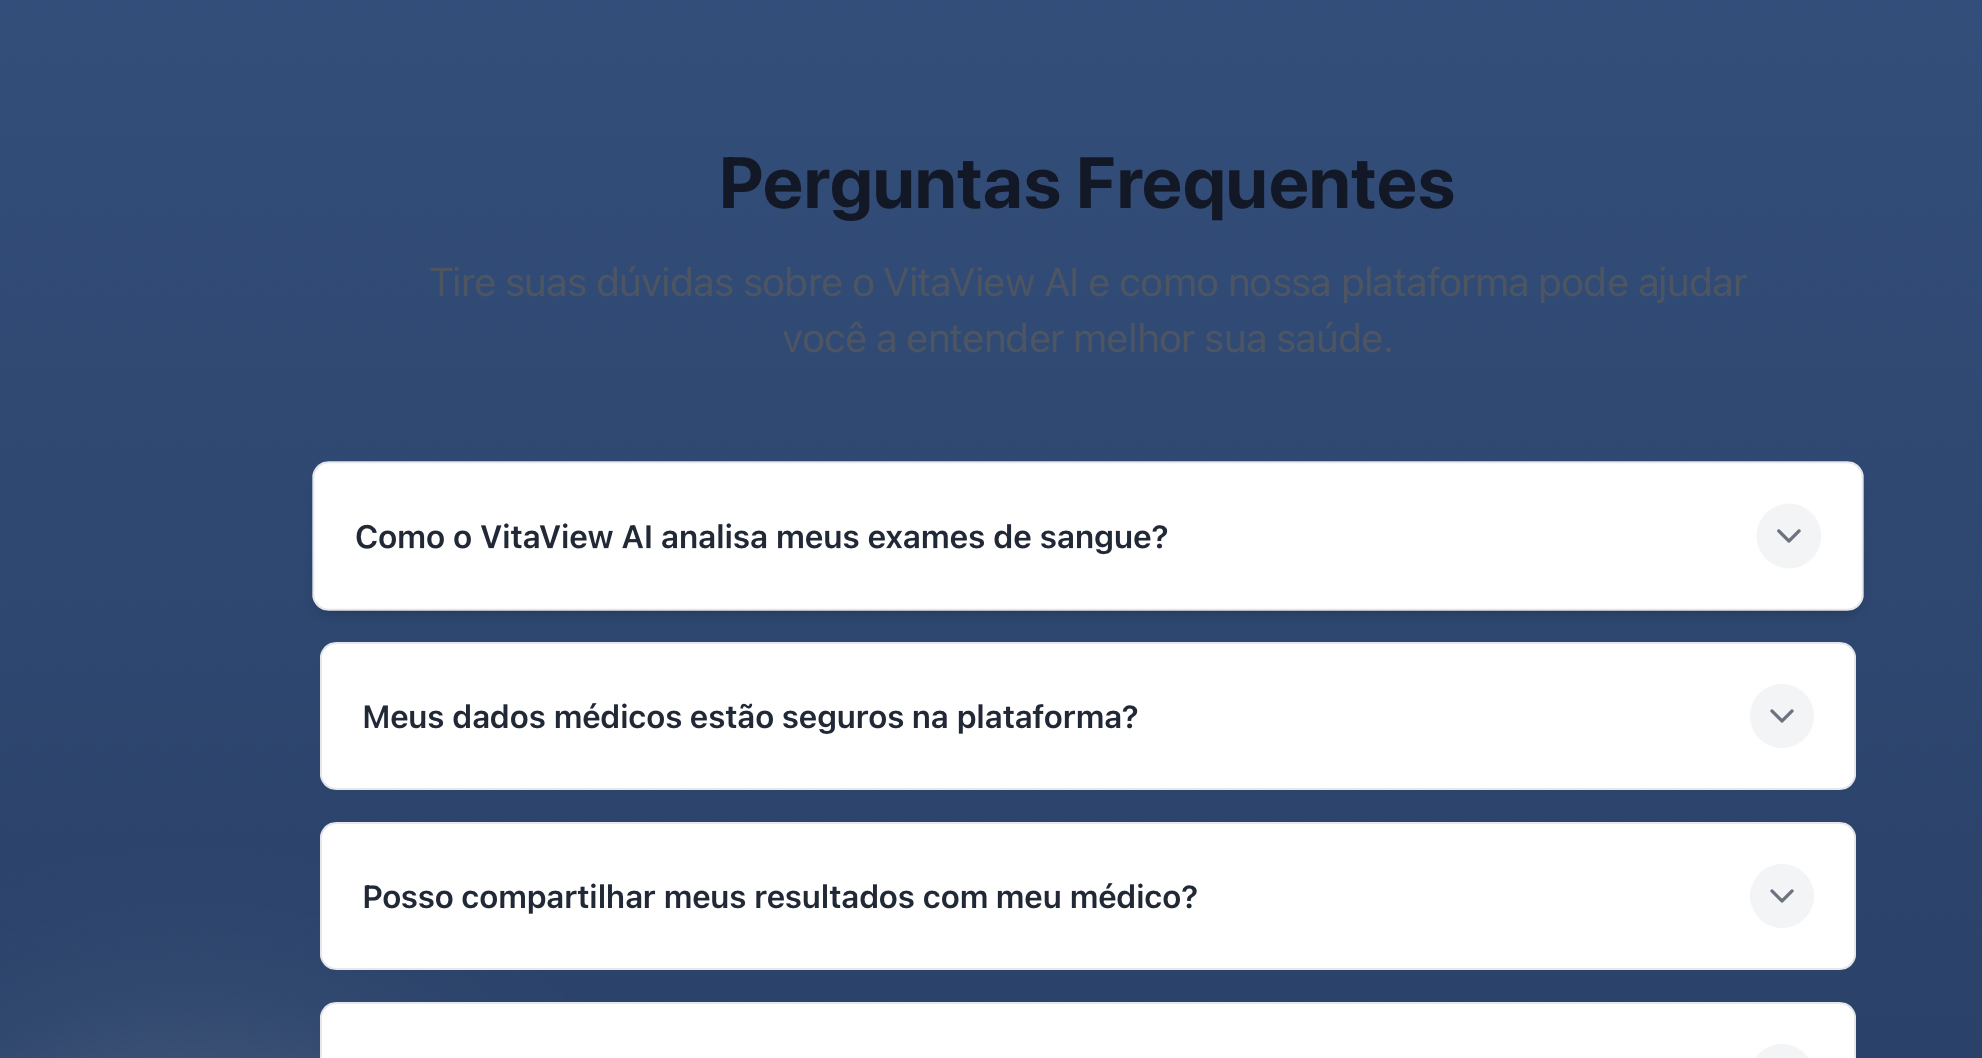 Perguntas Frequentes
Tire suas dúvidas sobre o VitaView AI e como nossa plataforma pode ajudar
você a entender melhor sua saúde.
Como o VitaView AI analisa meus exames de sangue?
Meus dados médicos estão seguros na plataforma?
Posso compartilhar meus resultados com meu médico?